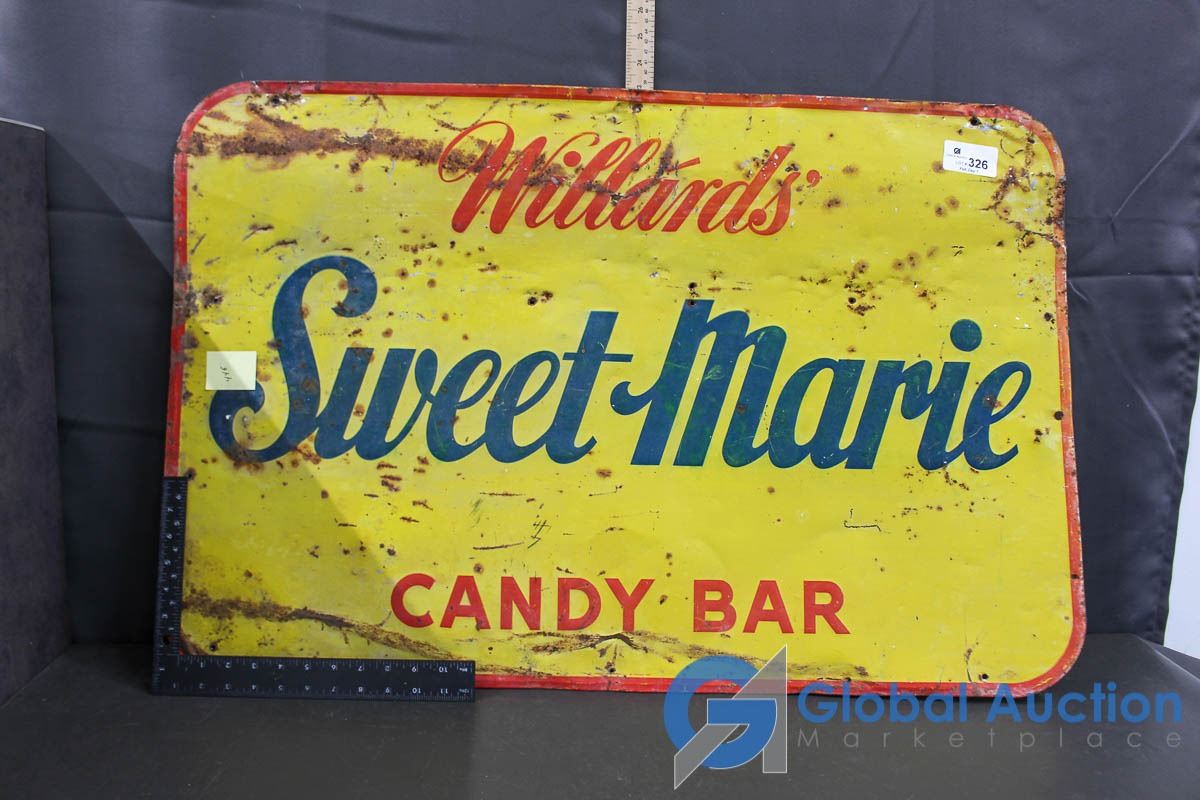 Willards'
Sweet Marie
CANDY BAR
326
Global Auction
Marketplace